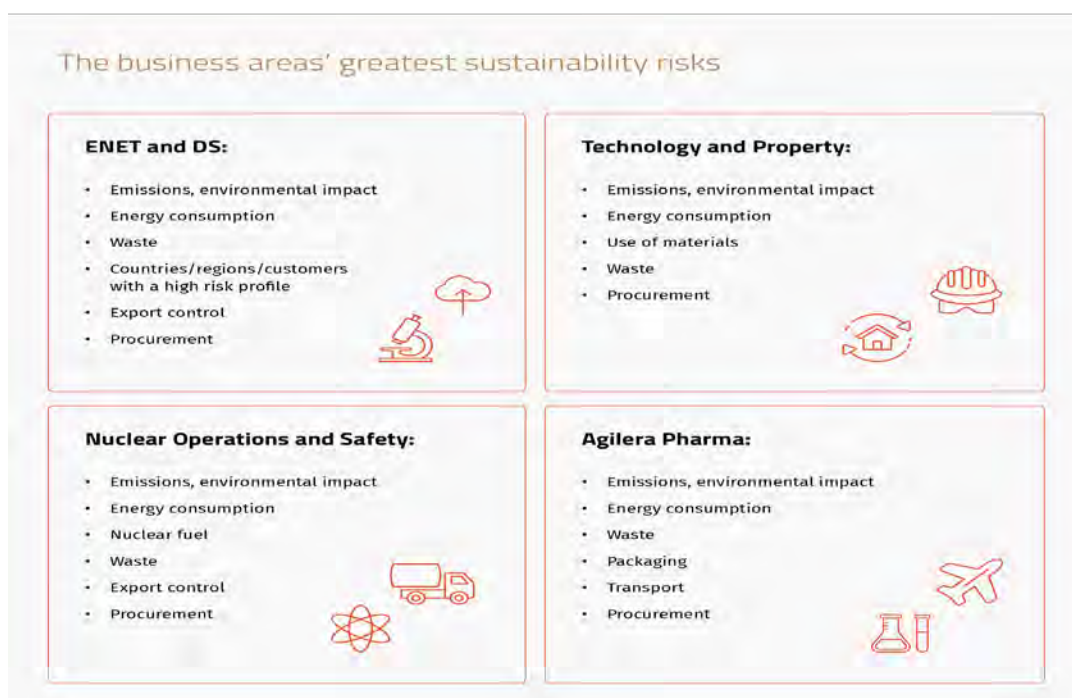 The business areas' greatest sustainability risks
ENET and DS:
• Emissions, environmental impact
• Energy consumption
• Waste
• Countries/regions/customers
with a high risk profile
• Export control
• Procurement
Technology and Property:
• Emissions, environmental impact
• Energy consumption
• Use of materials
• Waste
• Procurement
Nuclear Operations and Safety:
• Emissions, environmental impact
• Energy consumption
• Nuclear fuel
• Waste
• Export control
• Procurement
Agilera Pharma:
• Emissions, environmental impact
• Energy consumption
• Waste
• Packaging
• Transport
• Procurement